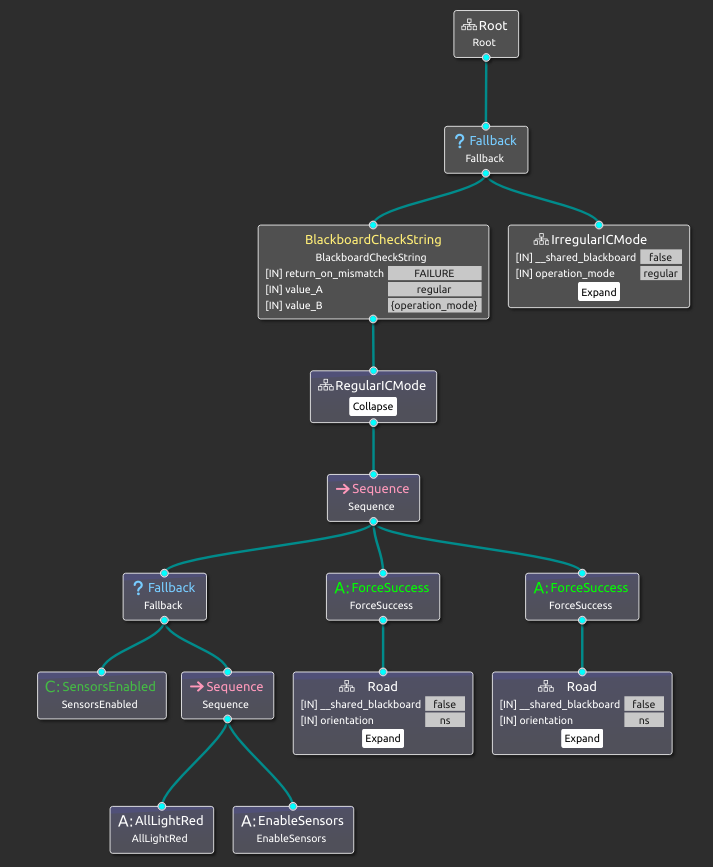 Root
Root
? Fallback
Fallback
BlackboardCheckString
BlackboardCheckString
[IN] return_on_mismatch FAILURE
[IN] value_A regular
[IN] value_B {operation_mode}
IrregularICMode
[IN] __shared_blackboard false
[IN] operation_mode regular
Expand
RegularICMode
Collapse
Sequence
Sequence
? Fallback
Fallback
A:ForceSuccess
ForceSuccess
A:ForceSuccess
ForceSuccess
C:SensorsEnabled
SensorsEnabled
Sequence
Sequence
Road
[IN] __shared_blackboard false
[IN] orientation ns
Expand
Road
[IN] __shared_blackboard false
[IN] orientation ns
Expand
A:AllLightRed
AllLightRed
A:EnableSensors
EnableSensors